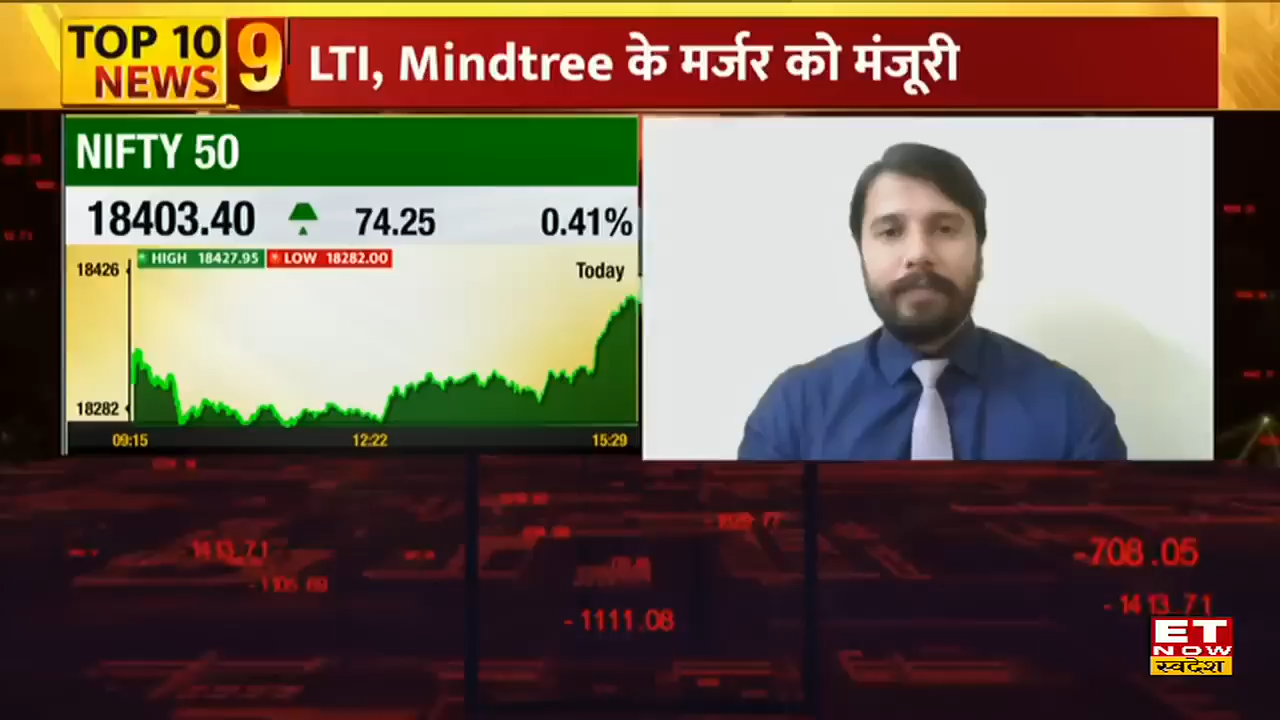 TOP 10
NEWS
9
LTI, Mindtree के मर्जर को मंजूरी
NIFTY 50
18403.40 74.25 0.41%
HIGH 18427.95 LOW 18282.00
18426
Today
18282
09:15 12:22 15:29
1413.71
-708.05
-1111.08
-1413.71
ET
NOW
स्वदेश